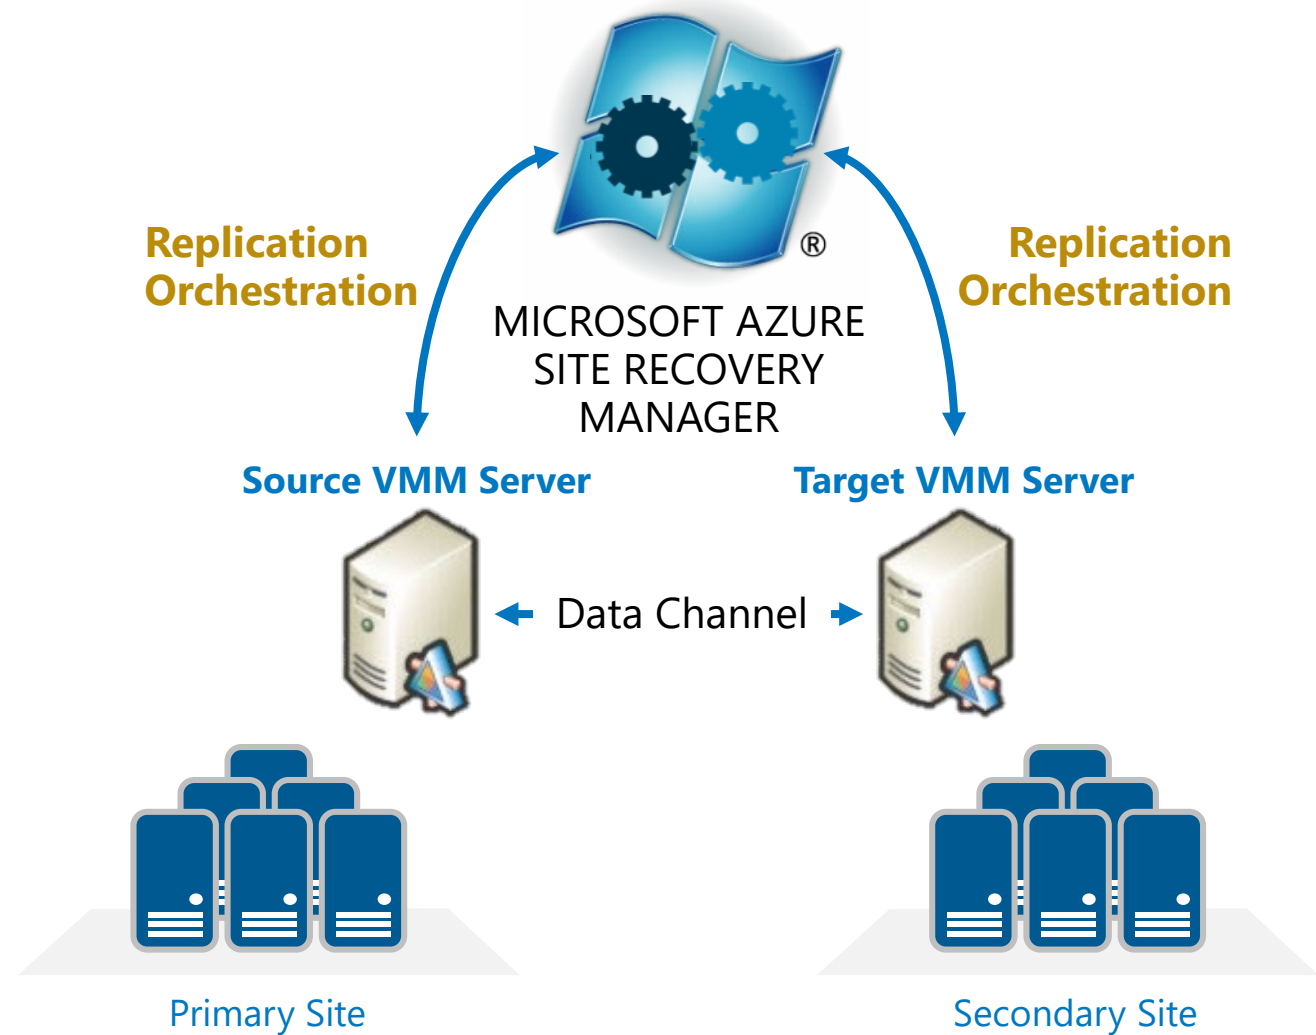 Replication
Orchestration
Replication
Orchestration
®
MICROSOFT AZURE
SITE RECOVERY
MANAGER
Source VMM Server
Target VMM Server
Data Channel
Primary Site
Secondary Site